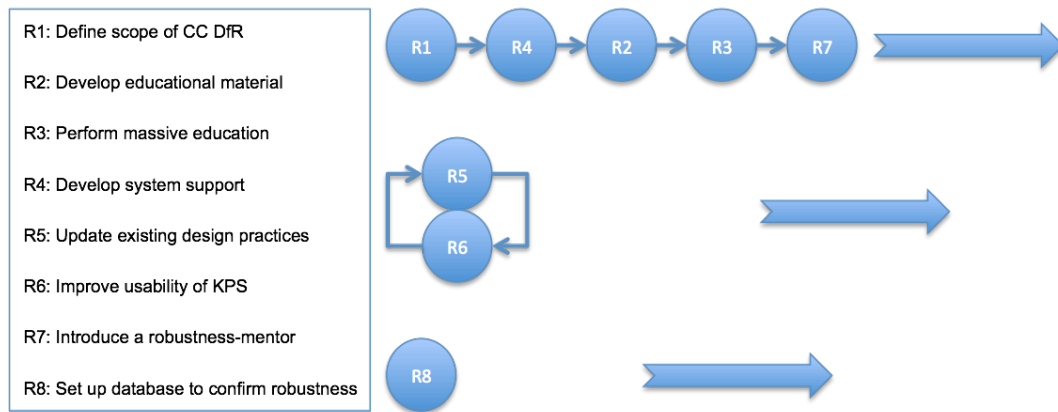 R1: Define scope of CC DfR
R2: Develop educational material
R3: Perform massive education
R4: Develop system support
R5: Update existing design practices
R6: Improve usability of KPS
R7: Introduce a robustness-mentor
R8: Set up database to confirm robustness
R1 R4 R2 R3 R7
R5
R6
R8